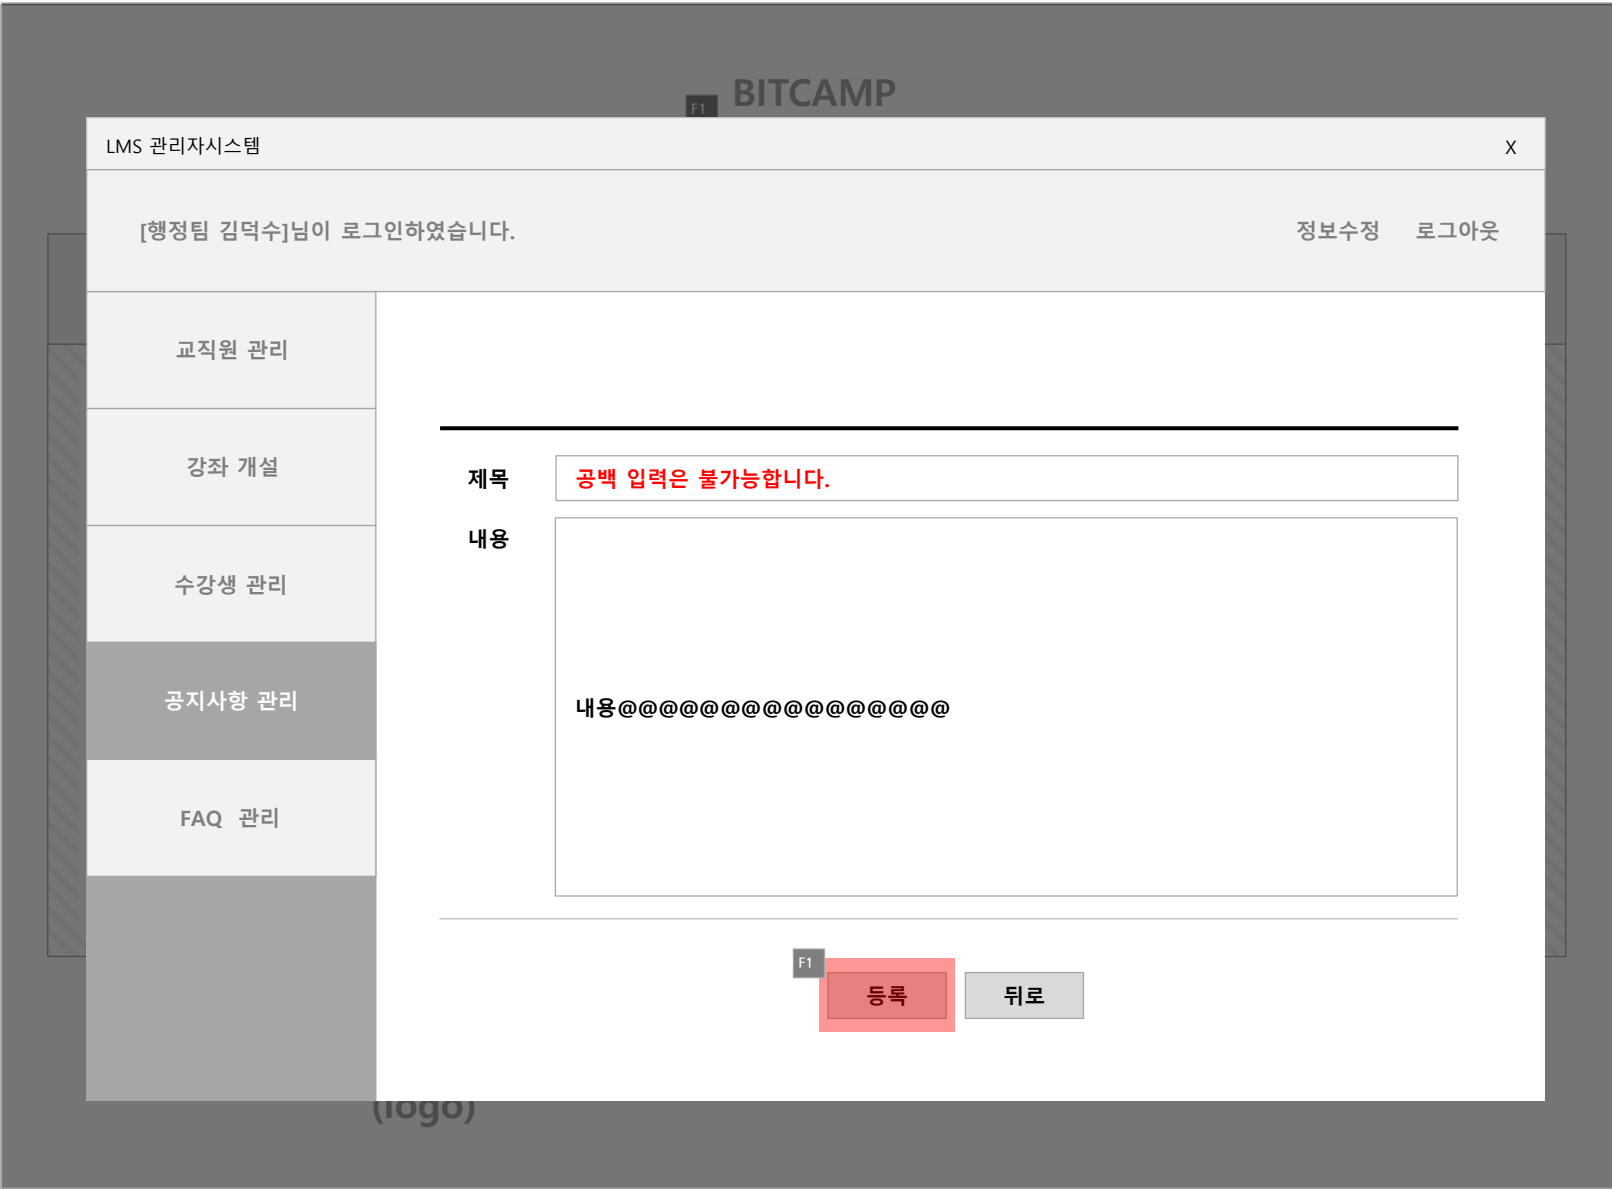 BITCAMP
F1
LMS 관리자시스템
X
[행정팀 김덕수]님이 로그인하였습니다.
정보수정
로그아웃
교직원 관리
강좌 개설
수강생 관리
공지사항 관리
FAQ 관리
제목
공백 입력은 불가능합니다.
내용
내용@@@@@@@@@@@@@@@@
F1
등록
뒤로
(logo)